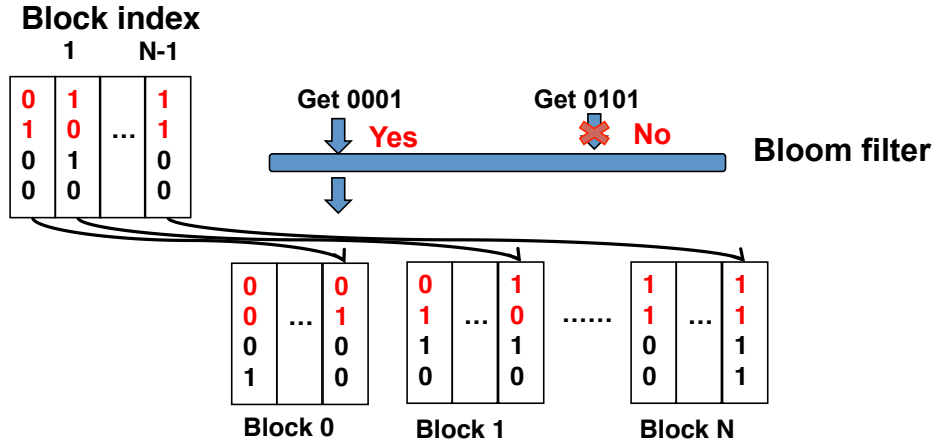 Block index
1 N-1
0 1 1
1 0 ... 1
0 1 0
0 0 0
Get 0001 Get 0101
Yes No
Bloom filter
0 0 0 1 1 1
0 ... 1 1 ... 0 ...... 1 ... 1
0 0 1 1 0 1
1 0 0 0 0 1
Block 0 Block 1 Block N